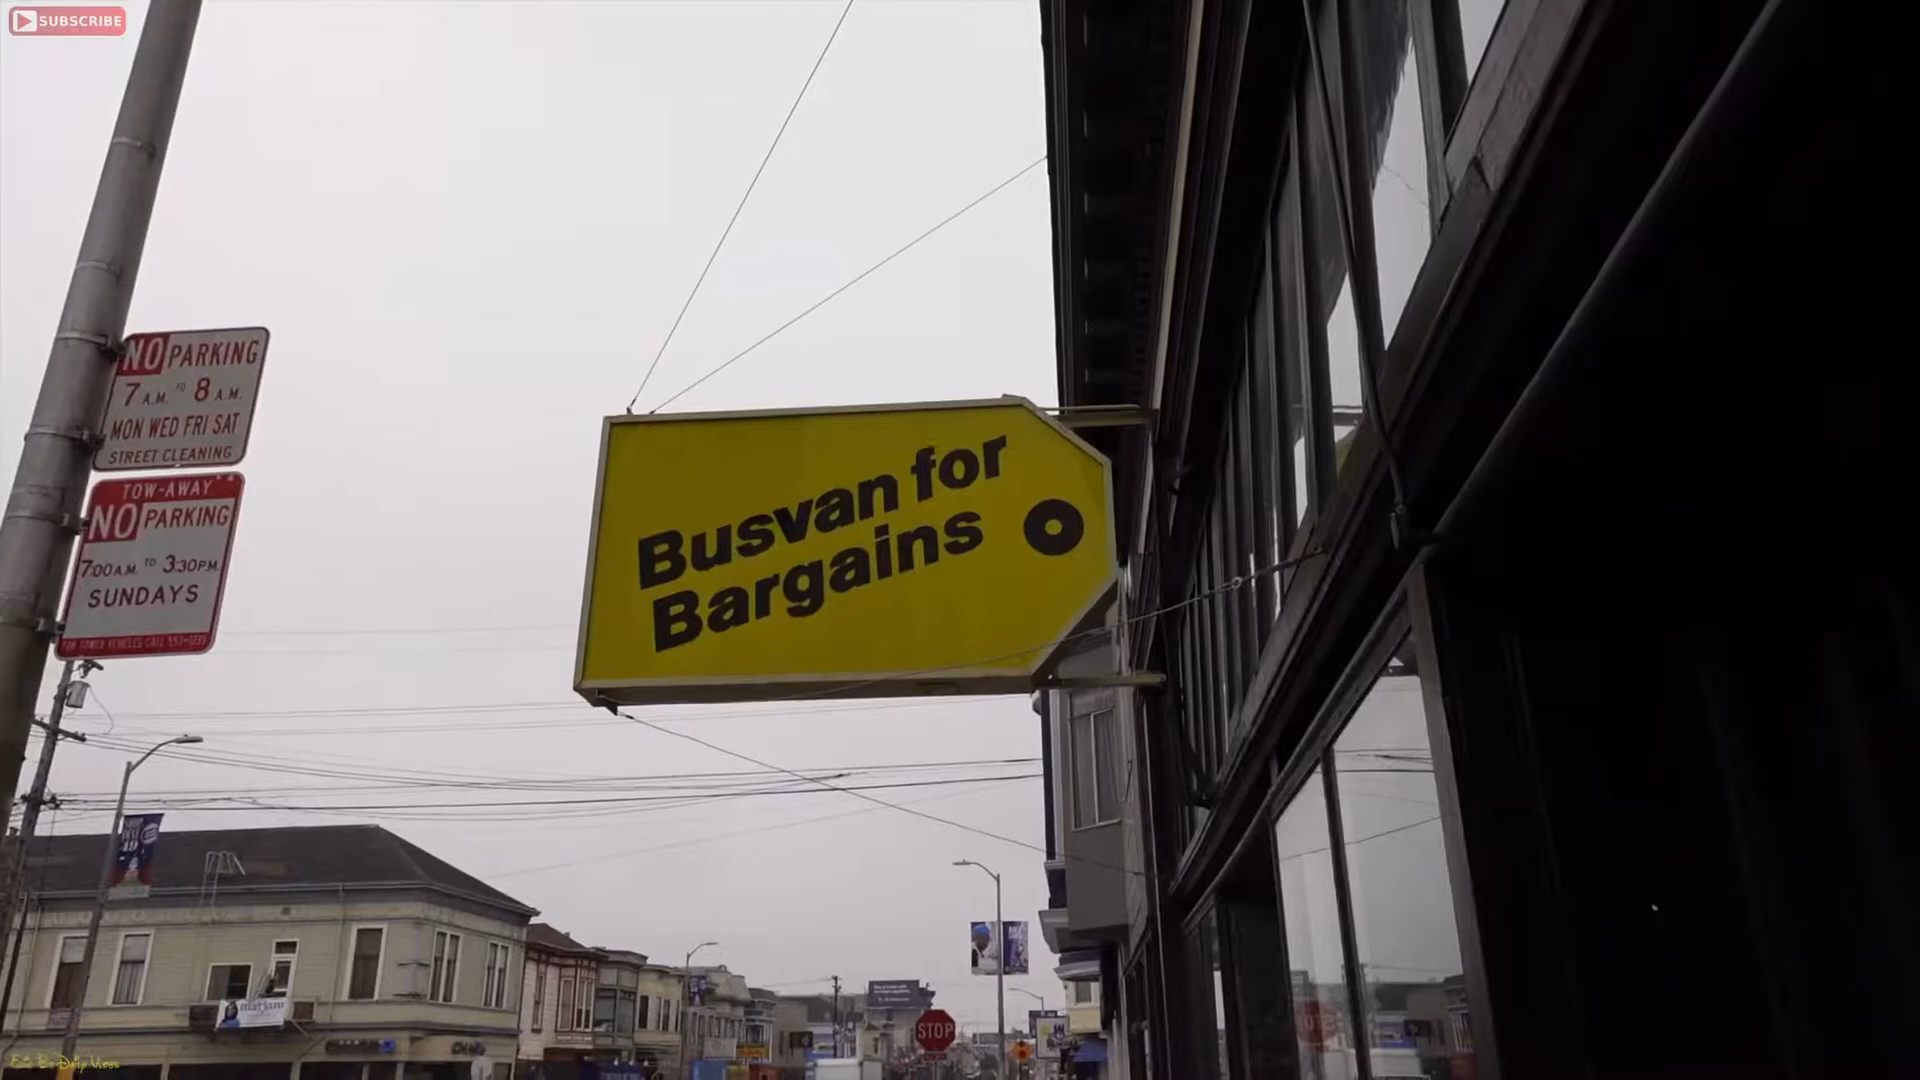 SUBSCRIBE
NO PARKING
7 A.M. TO 8 A.M.
MON WED FRI SAT
STREET CLEANING
TOW-AWAY
NO PARKING
7:00 A.M. TO 3:30 P.M.
SUNDAYS
Busvan for
Bargains
STOP